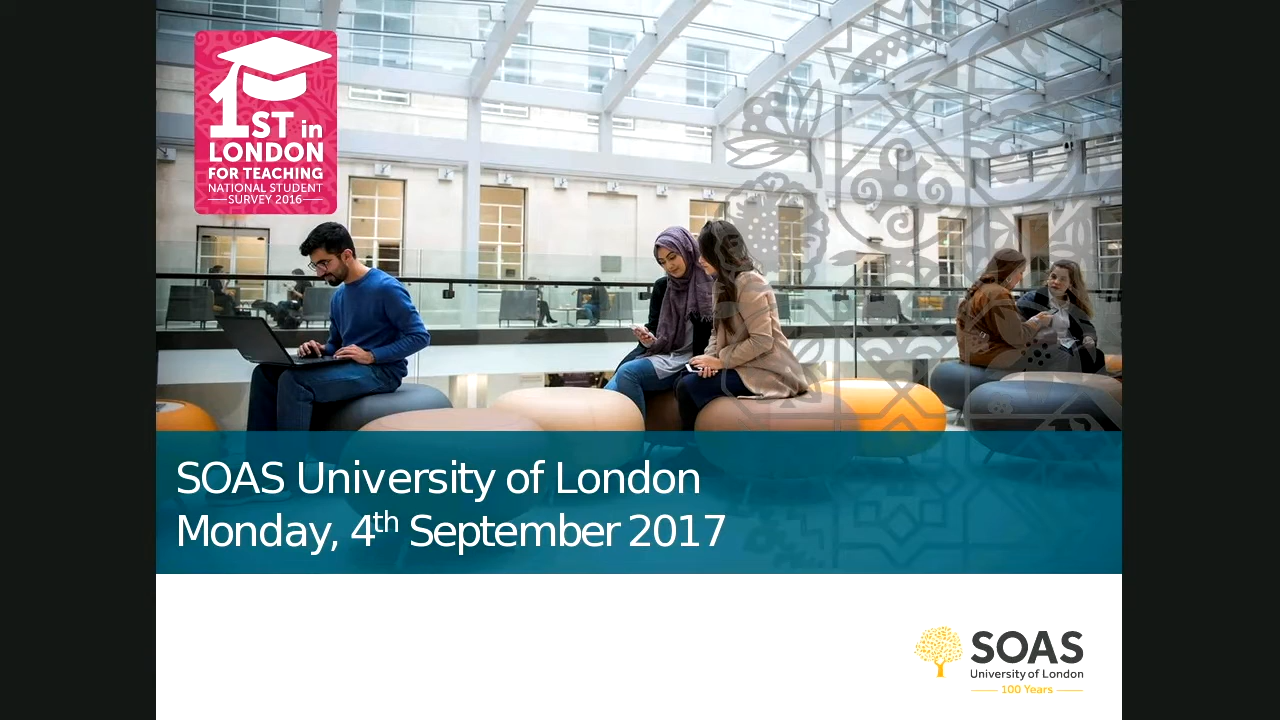 1ST in
LONDON
FOR TEACHING
NATIONAL STUDENT
SURVEY 2016
SOAS University of London
Monday, 4th September 2017
SOAS
University of London
100 Years